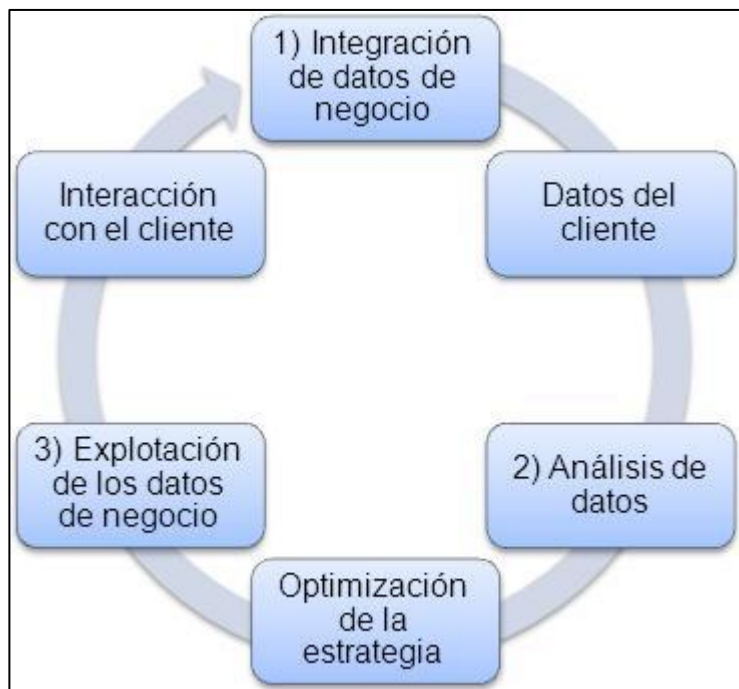 1) Integración
de datos de
negocio
Datos del
cliente
2) Análisis de
datos
Optimización
de la
estrategia
3) Explotación
de los datos
de negocio
Interacción
con el cliente